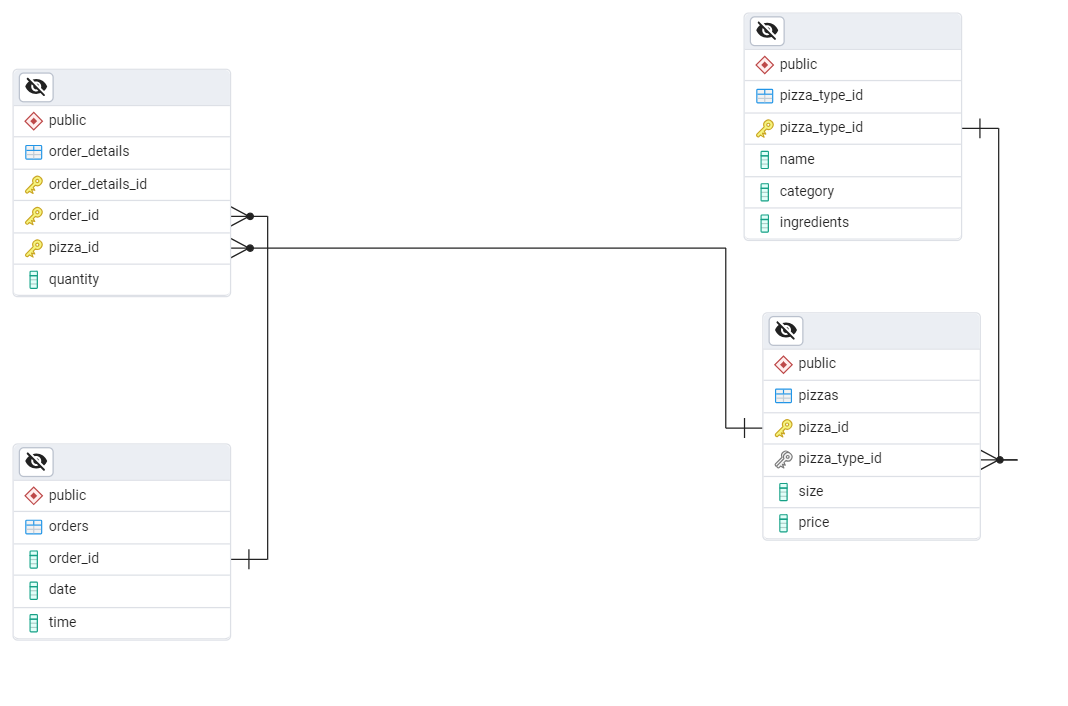 public
order_details
order_details_id
order_id
pizza_id
quantity
public
orders
order_id
date
time
public
pizza_type_id
pizza_type_id
name
category
ingredients
public
pizzas
pizza_id
pizza_type_id
size
price